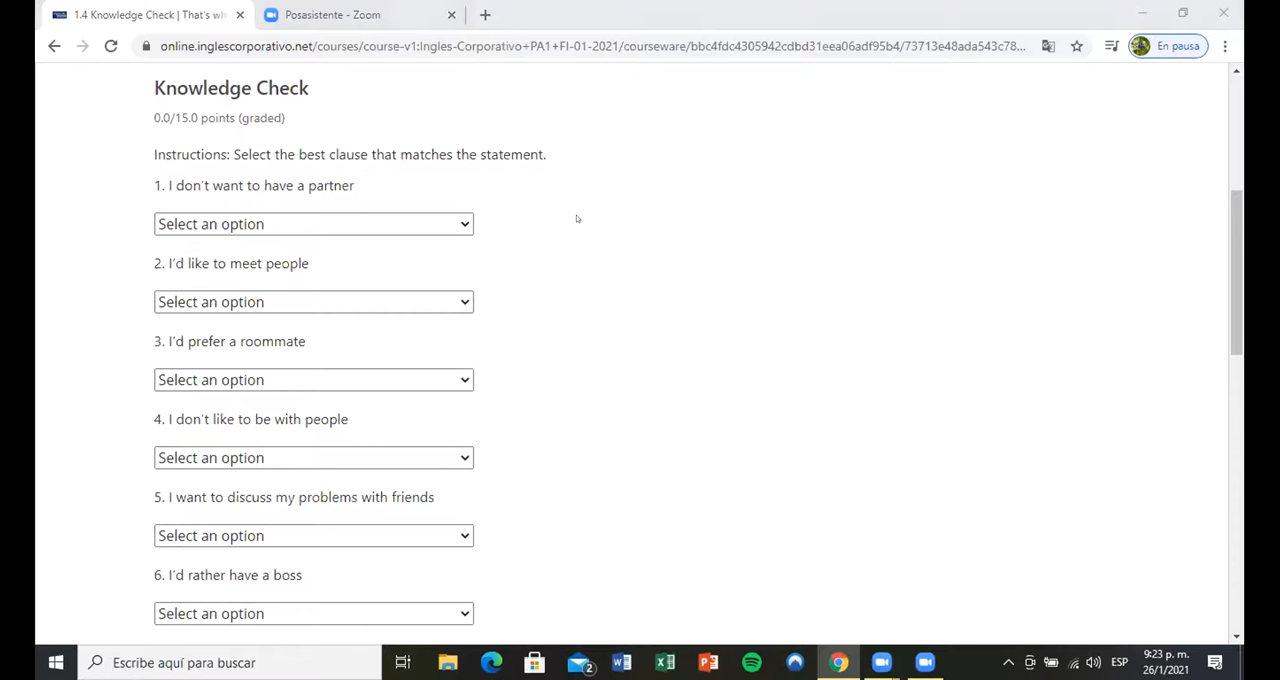 1.4 Knowledge Check | That's wh
Posasistente - Zoom
online.inglescorporativo.net/courses/course-v1:Ingles-Corporativo+PA1+FI-01-2021/courseware/bbc4fdc4305942cdbd31eea06adf95b4/73713e48ada543c78...
En pausa
Knowledge Check
0.0/15.0 points (graded)
Instructions: Select the best clause that matches the statement.
1. I don't want to have a partner
Select an option
2. I'd like to meet people
Select an option
3. I'd prefer a roommate
Select an option
4. I don't like to be with people
Select an option
5. I want to discuss my problems with friends
Select an option
6. I'd rather have a boss
Select an option
Escribe aquí para buscar
2
ESP
9:23 p. m.
26/1/2021